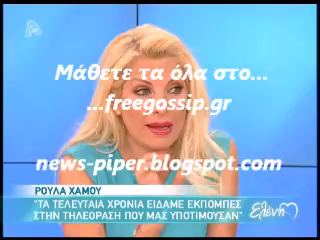 Μάθετε τα όλα στο...
...freegossip.gr
news-piper.blogspot.com
ΡΟΥΛΑ ΧΑΜΟΥ
"ΤΑ ΤΕΛΕΥΤΑΙΑ ΧΡΟΝΙΑ ΕΙΔΑΜΕ ΕΚΠΟΜΠΕΣ
ΣΤΗΝ ΤΗΛΕΟΡΑΣΗ ΠΟΥ ΜΑΣ ΥΠΟΤΙΜΟΥΣΑΝ"
Ελένη